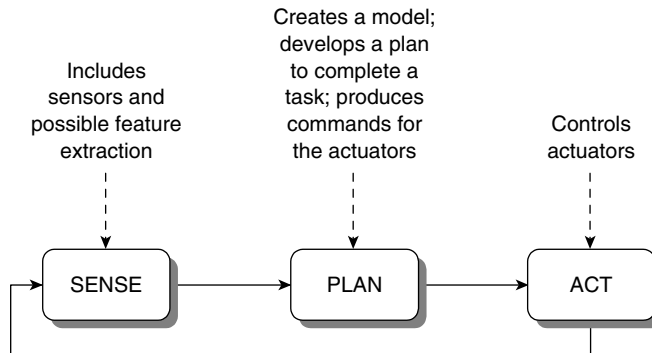 Includes
sensors and
possible feature
extraction
Creates a model;
develops a plan
to complete a
task; produces
commands for
the actuators
Controls
actuators
SENSE
PLAN
ACT